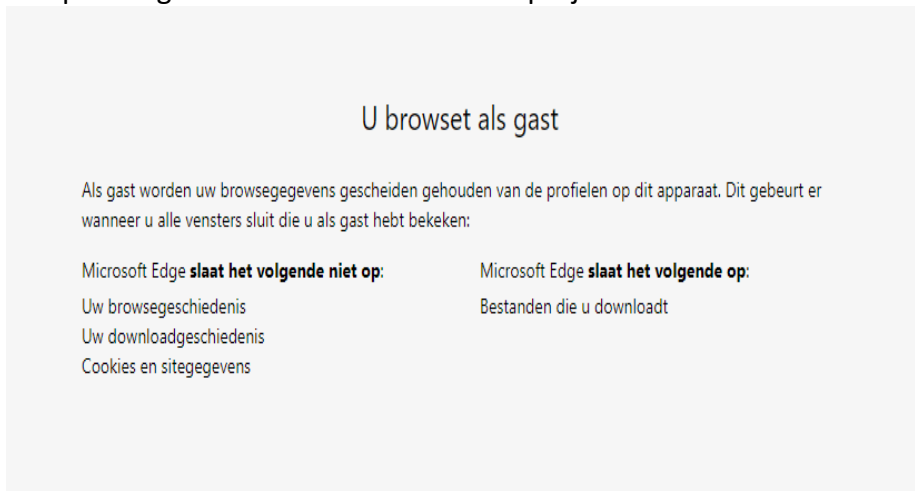 U browset als gast
Als gast worden uw browsegegevens gescheiden gehouden van de profielen op dit apparaat. Dit gebeurt er
wanneer u alle vensters sluit die u als gast hebt bekeken:
Microsoft Edge slaat het volgende niet op:
Uw browsegeschiedenis
Uw downloadgeschiedenis
Cookies en sitegegevens
Microsoft Edge slaat het volgende op:
Bestanden die u downloadt